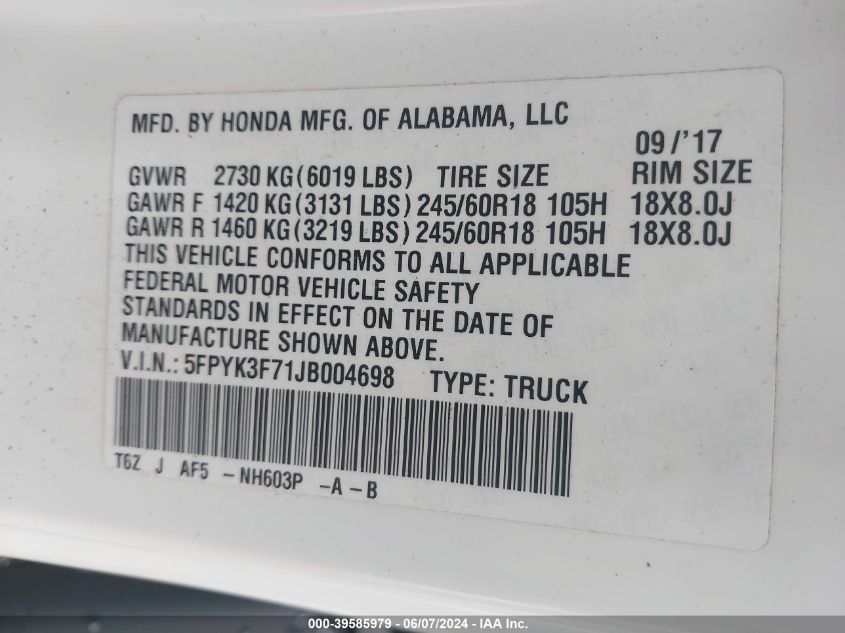 MFD. BY HONDA MFG. OF ALABAMA, LLC
09/'17
GVWR 2730 KG(6019 LBS) TIRE SIZE RIM SIZE
GAWR F 1420 KG(3131 LBS) 245/60R18 105H 18X8.0J
GAWR R 1460 KG(3219 LBS) 245/60R18 105H 18X8.0J
THIS VEHICLE CONFORMS TO ALL APPLICABLE
FEDERAL MOTOR VEHICLE SAFETY
STANDARDS IN EFFECT ON THE DATE OF
MANUFACTURE SHOWN ABOVE.
V.I.N.: 5FPYK3F71JB004698 TYPE: TRUCK
T6Z J AF5 -NH603P -A-B
000-39585979 - 06/07/2024 - IAA Inc.